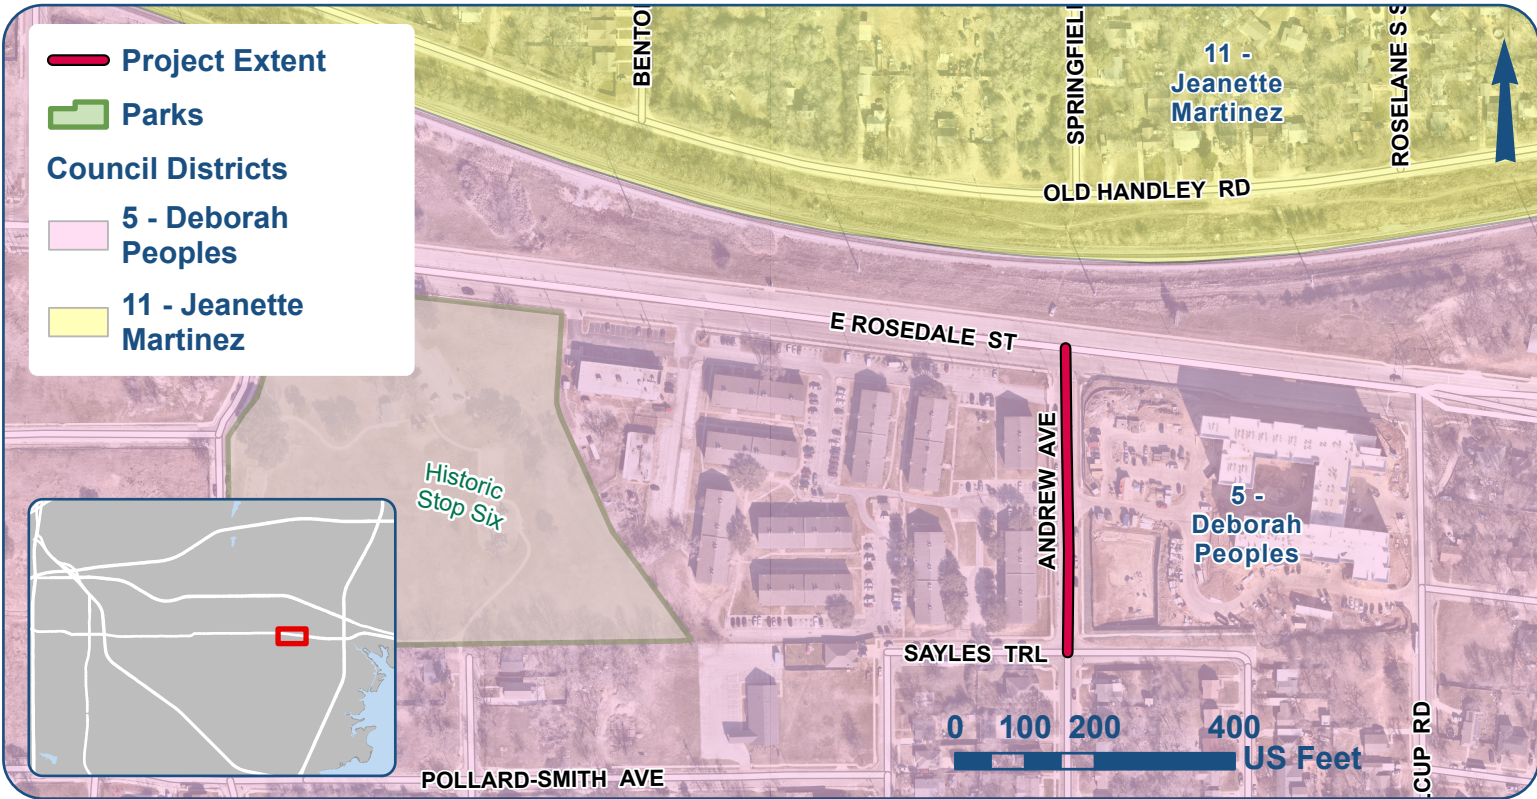 Project Extent
Parks
Council Districts
5 - Deborah
Peoples
11 - Jeanette
Martinez
SPRINGFIEL
ROSELANE S
11 -
Jeanette
Martinez
OLD HANDLEY RD
E ROSEDALE ST
Historic
Stop Six
ANDREW AVE
5 -
Deborah
Peoples
SAYLES TRL
0 100 200 400
US Feet
POLLARD-SMITH AVE
CUP RD
BENTO